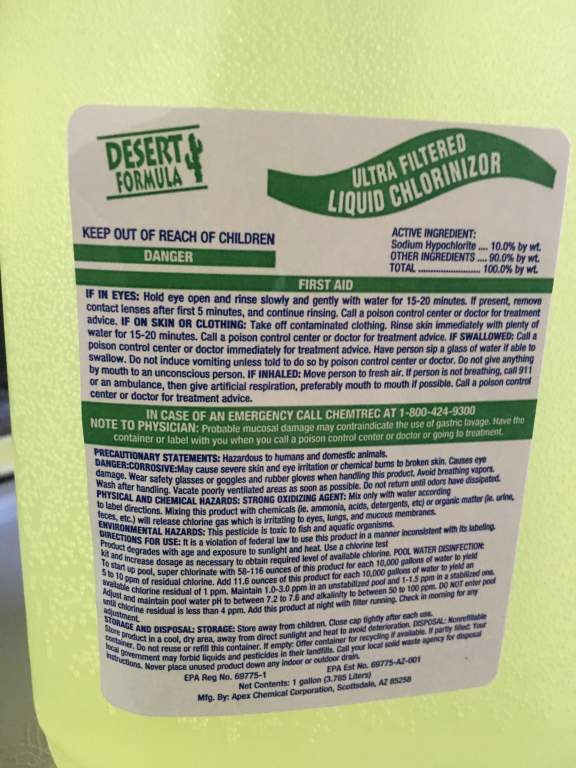 DESERT
FORMULA
ULTRA FILTERED
LIQUID CHLORINIZOR
KEEP OUT OF REACH OF CHILDREN
DANGER
ACTIVE INGREDIENT:
Sodium Hypochlorite .... 10.0% by wt.
OTHER INGREDIENTS .... 90.0% by wt.
TOTAL ........................ 100.0% by wt.
FIRST AID
IF IN EYES: Hold eye open and rinse slowly and gently with water for 15-20 minutes. If present, remove
contact lenses after first 5 minutes, and continue rinsing. Call a poison control center or doctor for treatment
advice. IF ON SKIN OR CLOTHING: Take off contaminated clothing. Rinse skin immediately with plenty of
water for 15-20 minutes. Call a poison control center or doctor for treatment advice. IF SWALLOWED: Call a
poison control center or doctor immediately for treatment advice. Have person sip a glass of water if able to
swallow. Do not induce vomiting unless told to do so by poison control center or doctor. Do not give anything
by mouth to an unconscious person. IF INHALED: Move person to fresh air. If person is not breathing, call 911
or an ambulance, then give artificial respiration, preferably mouth to mouth if possible. Call a poison control
center or doctor for treatment advice.
IN CASE OF AN EMERGENCY CALL CHEMTREC AT 1-800-424-9300
NOTE TO PHYSICIAN: Probable mucosal damage may contraindicate the use of gastric lavage. Have the
container or label with you when you call a poison control center or doctor or going to treatment.
PRECAUTIONARY STATEMENTS: Hazardous to humans and domestic animals.
DANGER:CORROSIVE:May cause severe skin and eye irritation or chemical burns to broken skin. Causes eye
damage. Wear safety glasses or goggles and rubber gloves when handling this product. Avoid breathing vapors.
Wash after handling. Vacate poorly ventilated areas as soon as possible. Do not return until odors have dissipated.
PHYSICAL AND CHEMICAL HAZARDS: STRONG OXIDIZING AGENT: Mix only with water according
to label directions. Mixing this product with chemicals (ie. ammonia, acids, detergents, etc) or organic matter (ie. urine,
feces, etc.) will release chlorine gas which is irritating to eyes, lungs, and mucous membranes.
ENVIRONMENTAL HAZARDS: This pesticide is toxic to fish and aquatic organisms.
DIRECTIONS FOR USE: It is a violation of federal law to use this product in a manner inconsistent with its labeling.
Product degrades with age and exposure to sunlight and heat. Use a chlorine test
kit and increase dosage as necessary to obtain required level of available chlorine. POOL WATER DISINFECTION:
To start up pool, super chlorinate with 58-116 ounces of this product for each 10,000 gallons of water to yield
5 to 10 ppm of residual chlorine. Add 11.6 ounces of this product for each 10,000 gallons of water to yield an
available chlorine residual of 1 ppm. Maintain 1.0-3.0 ppm in an unstabilized pool and 1-1.5 ppm in a stabilized one.
Adjust and maintain pool water pH to between 7.2 to 7.6 and alkalinity to between 50 to 100 ppm. DO NOT enter pool
until chlorine residual is less than 4 ppm. Add this product at night with filter running. Check in morning for any
adjustment.
STORAGE AND DISPOSAL: STORAGE: Store away from children. Close cap tightly after each use.
Store product in a cool, dry area, away from direct sunlight and heat to avoid deterioration. DISPOSAL: Nonrefillable
container. Do not reuse or refill this container. If empty: Offer container for recycling if available. If partly filled: Your
local government may forbid liquids and pesticides in their landfills. Call your local solid waste agency for disposal
instructions. Never place unused product down any indoor or outdoor drain.
EPA Reg No. 69775-1 EPA Est No. 69775-AZ-001
Net Contents: 1 gallon (3.785 Liters)
Mfg. By: Apex Chemical Corporation, Scottsdale, AZ 85258